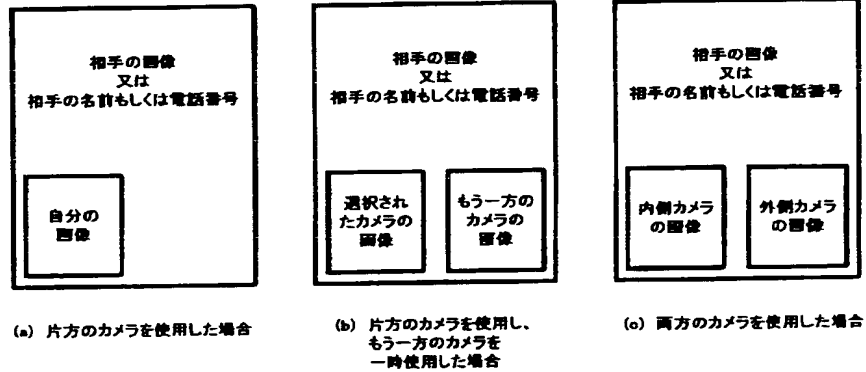 相手の画像
又は
相手の名前もしくは電話番号
自分の
画像
(a) 片方のカメラを使用した場合
相手の画像
又は
相手の名前もしくは電話番号
選択され
たカメラの
画像
もう一方の
カメラの
画像
(b) 片方のカメラを使用し、
もう一方のカメラを
一時使用した場合
相手の画像
又は
相手の名前もしくは電話番号
内側カメラ
の画像
外側カメラ
の画像
(c) 両方のカメラを使用した場合